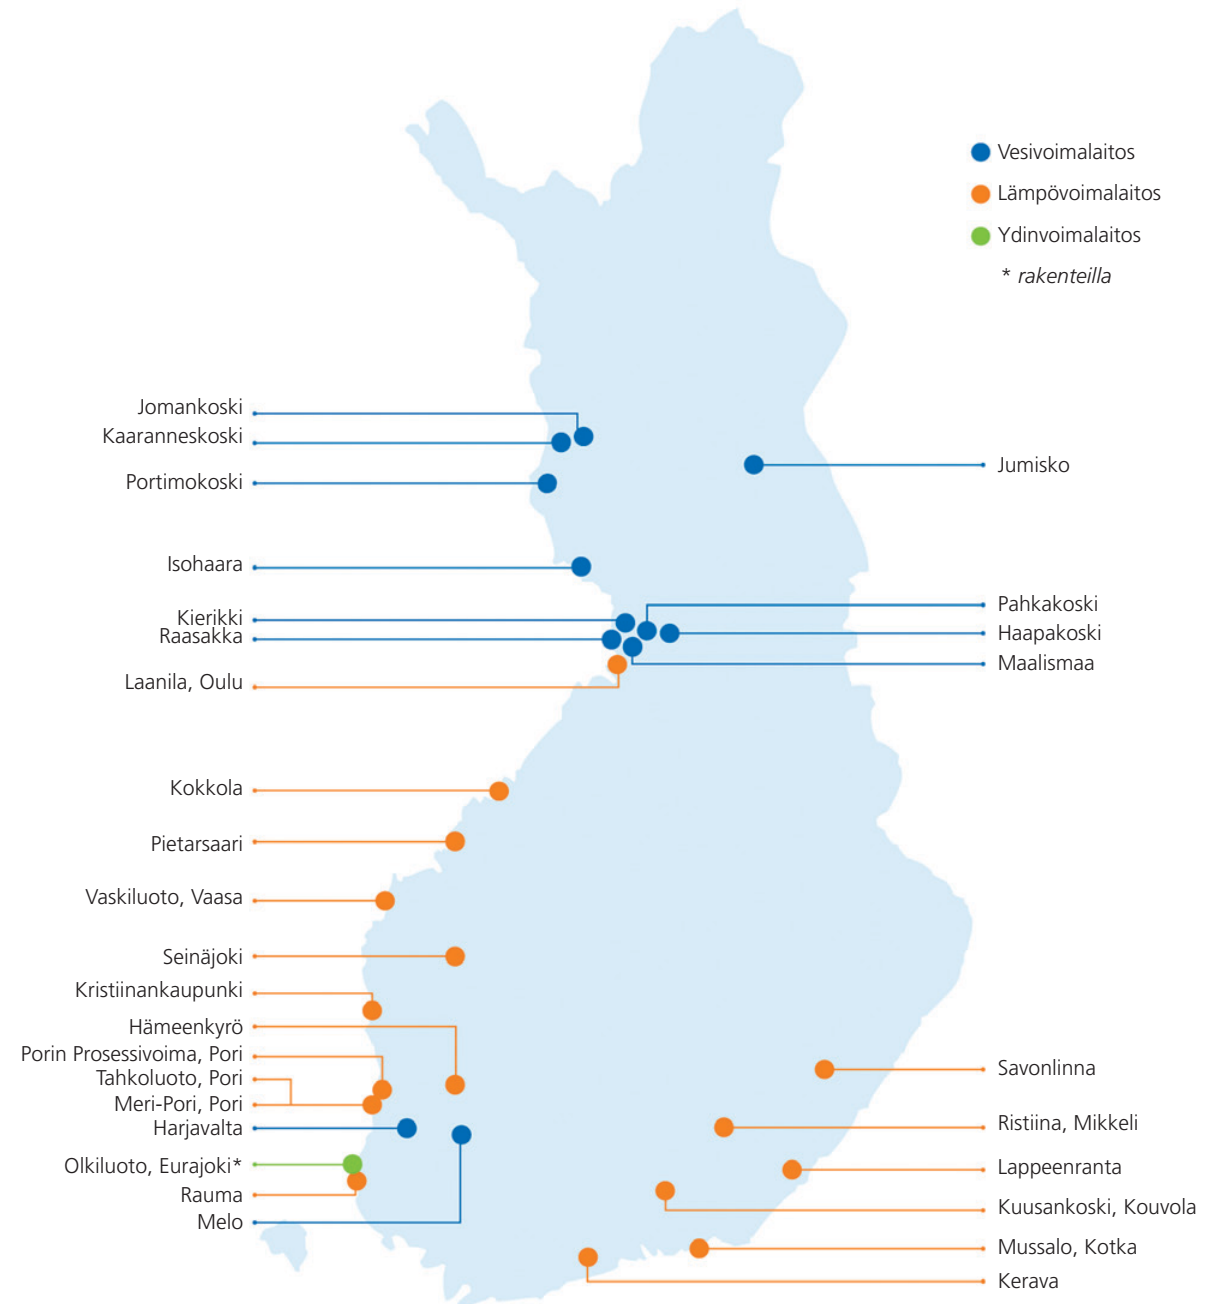 Vesivoimalaitos
Lämpövoimalaitos
Ydinvoimalaitos
* rakenteilla
Jomankoski
Kaaranneskoski
Portimokoski
Isohaara
Kierikki
Raasakka
Laanila, Oulu
Kokkola
Pietarsaari
Vaskiluoto, Vaasa
Seinäjoki
Kristiinankaupunki
Hämeenkyrö
Porin Prosessivoima, Pori
Tahkoluoto, Pori
Meri-Pori, Pori
Harjavalta
Olkiluoto, Eurajoki*
Rauma
Melo
Jumisko
Pahkakoski
Haapakoski
Maalismaa
Savonlinna
Ristiina, Mikkeli
Lappeenranta
Kuusankoski, Kouvola
Mussalo, Kotka
Kerava